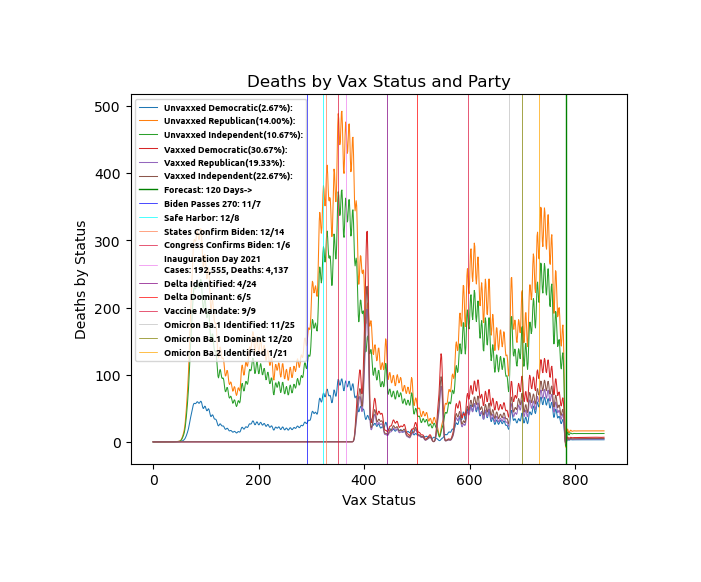 Deaths by Vax Status and Party
Deaths by Status
500
400
300
200
100
0
Unvaxxed Democratic(2.67%):
Unvaxxed Republican(14.00%):
Unvaxxed Independent(10.67%):
Vaxxed Democratic(30.67%):
Vaxxed Republican(19.33%):
Vaxxed Independent(22.67%):
Forecast: 120 Days->
Biden Passes 270: 11/7
Safe Harbor: 12/8
States Confirm Biden: 12/14
Congress Confirms Biden: 1/6
Inauguration Day 2021
Cases: 192,555, Deaths: 4,137
Delta Identified: 4/24
Delta Dominant: 6/5
Vaccine Mandate: 9/9
Omicron Ba.1 Identified: 11/25
Omicron Ba.1 Dominant 12/20
Omicron Ba.2 Identified 1/21
0 200 400 600 800
Vax Status